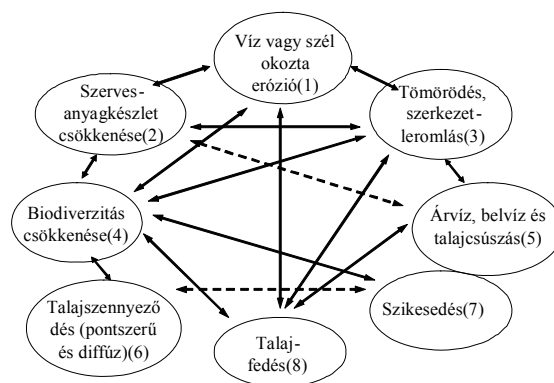 Víz vagy szél
okozta
erózió(1)
Szerves-
anyagkészlet
csökkenése(2)
Tömörödés,
szerkezet-
leromlás(3)
Biodiverzitás
csökkenése(4)
Árvíz, belvíz és
talajcsúszás(5)
Talajszennyező
dés (pontszerű
és diffúz)(6)
Szikesedés(7)
Talaj-
fedés(8)